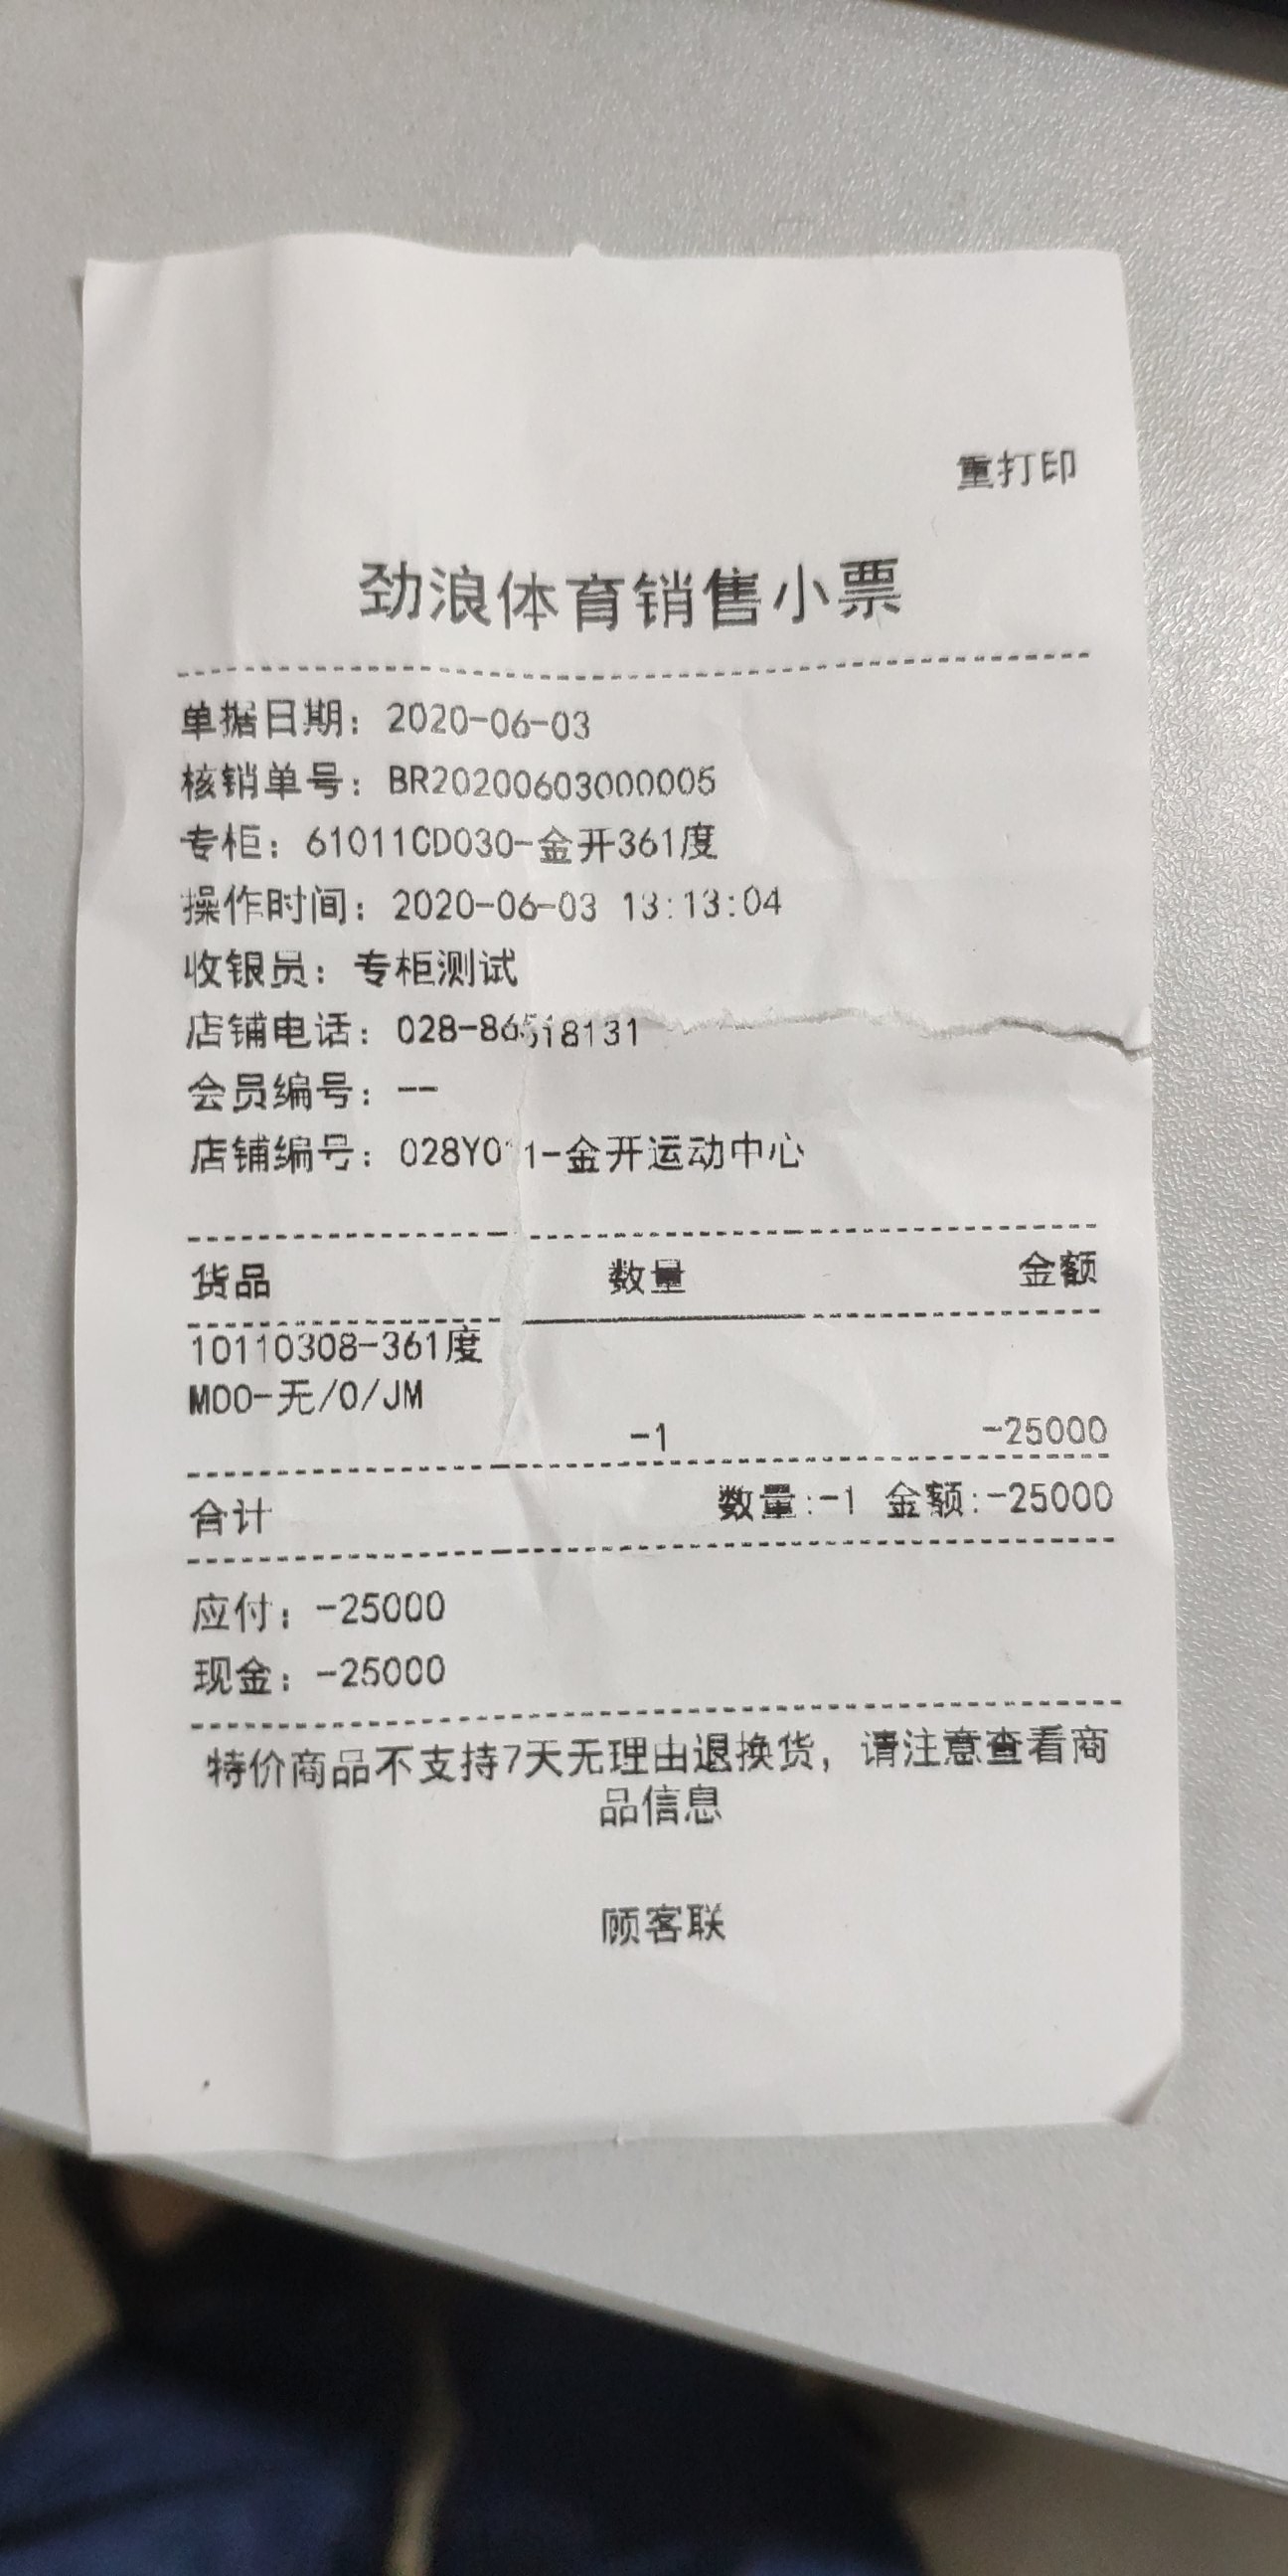 重打印
劲浪体育销售小票
单据日期：2020-06-03
核销单号：BR20200603000005
专柜：61011CD030-金开361度
操作时间：2020-06-03 13:13:04
收银员：专柜测试
店铺电话：028-86518131
会员编号：--
店铺编号：028Y011-金开运动中心
货品 数量 金额
10110308-361度
M00-无/0/JM
-1 -25000
合计 数量:-1 金额:-25000
应付：-25000
现金：-25000
特价商品不支持7天无理由退换货，请注意查看商
品信息
顾客联